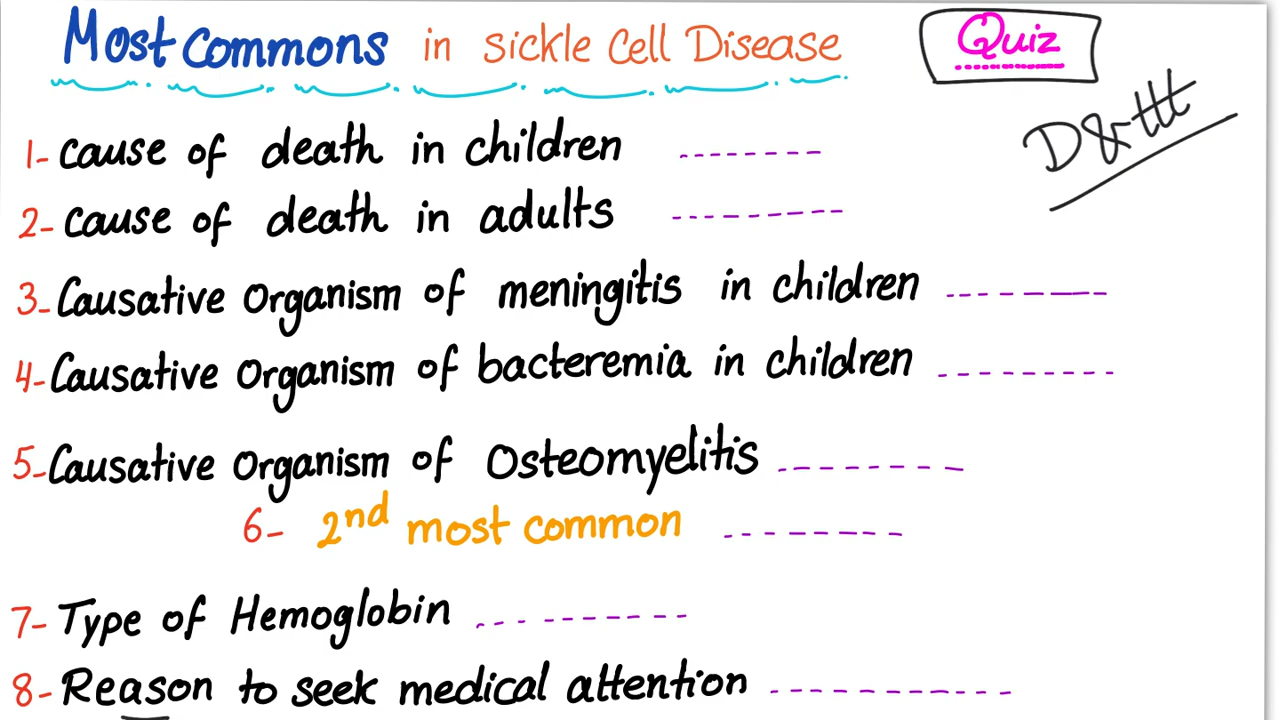 Most Commons in Sickle Cell Disease
Quiz
D & ttt
1- Cause of death in children
2- Cause of death in adults
3- Causative Organism of meningitis in children
4- Causative Organism of bacteremia in children
5- Causative Organism of Osteomyelitis
6- 2nd most common
7- Type of Hemoglobin
8- Reason to seek medical attention